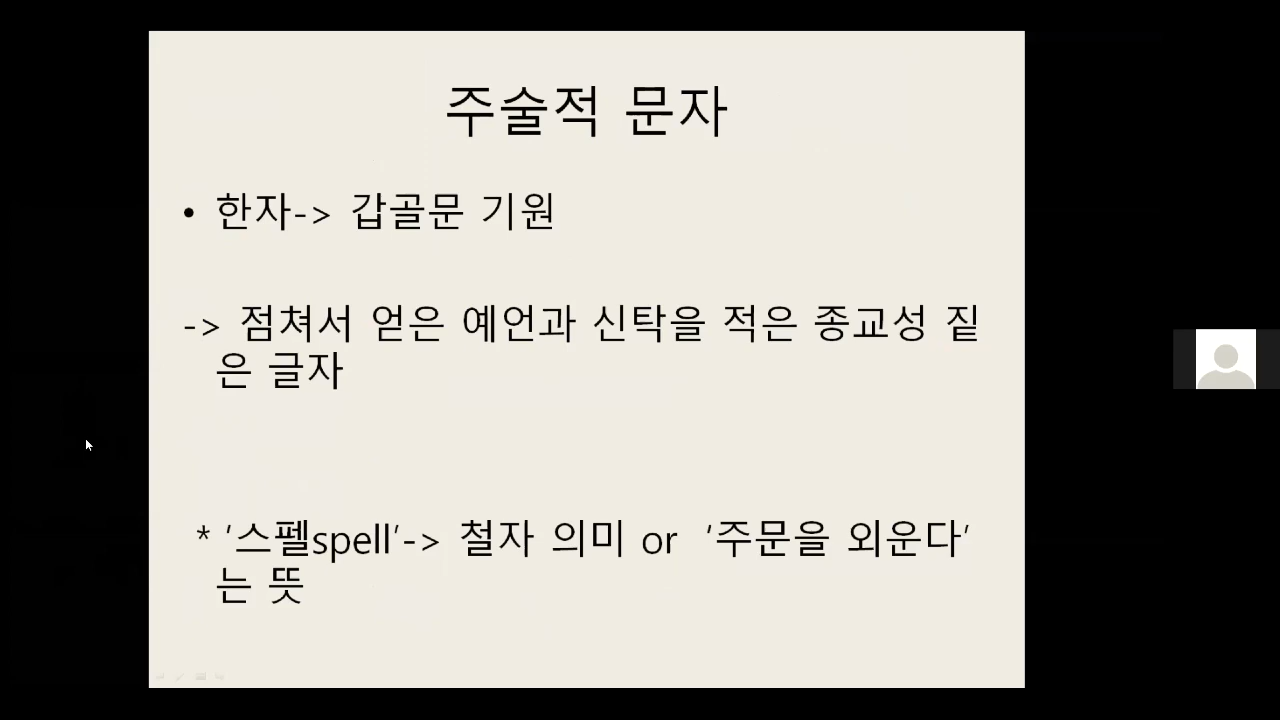 주술적 문자
• 한자-> 갑골문 기원
-> 점쳐서 얻은 예언과 신탁을 적은 종교성 짙
은 글자
* ‘스펠spell’-> 철자 의미 or ‘주문을 외운다’
는 뜻